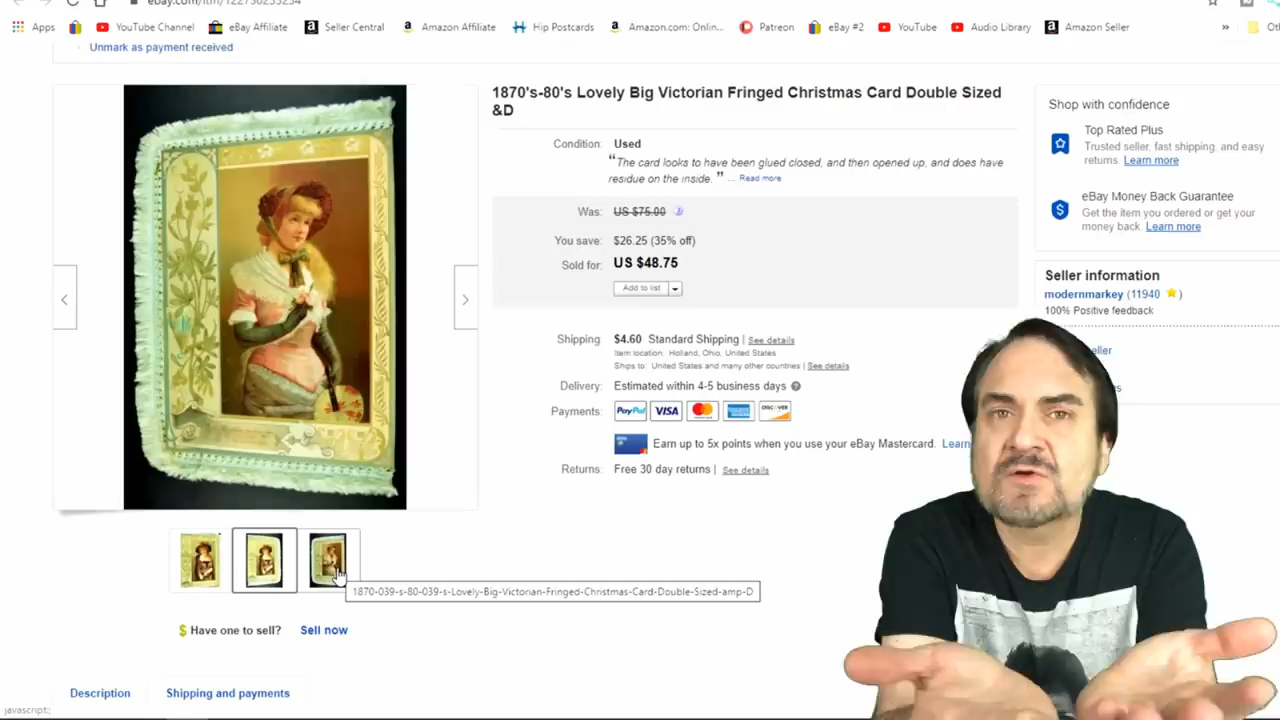 Apps YouTube Channel eBay Affiliate Seller Central Amazon Affiliate Hip Postcards Amazon.com: Onlin... Patreon eBay #2 YouTube Audio Library Amazon Seller »
Unmark as payment received
1870's-80's Lovely Big Victorian Fringed Christmas Card Double Sized
&D
Condition: Used
"The card looks to have been glued closed, and then opened up, and does have
residue on the inside. " ... Read more
Was: US $75.00
You save: $26.25 (35% off)
Sold for: US $48.75
Add to list
Shipping: $4.60 Standard Shipping | See details
Item location: Holland, Ohio, United States
Ships to: United States and many other countries | See details
Delivery: Estimated within 4-5 business days
Payments: PayPal VISA DISCOVER
Earn up to 5x points when you use your eBay Mastercard. Learn
Returns: Free 30 day returns | See details
Shop with confidence
Top Rated Plus
Trusted seller, fast shipping, and easy
returns. Learn more
eBay Money Back Guarantee
Get the item you ordered or get your
money back. Learn more
Seller information
modernmarkey (11940 )
100% Positive feedback
eller
1870-039-s-80-039-s-Lovely-Big-Victorian-Fringed-Christmas-Card-Double-Sized-amp-D
$ Have one to sell? Sell now
Description Shipping and payments
javascript:;